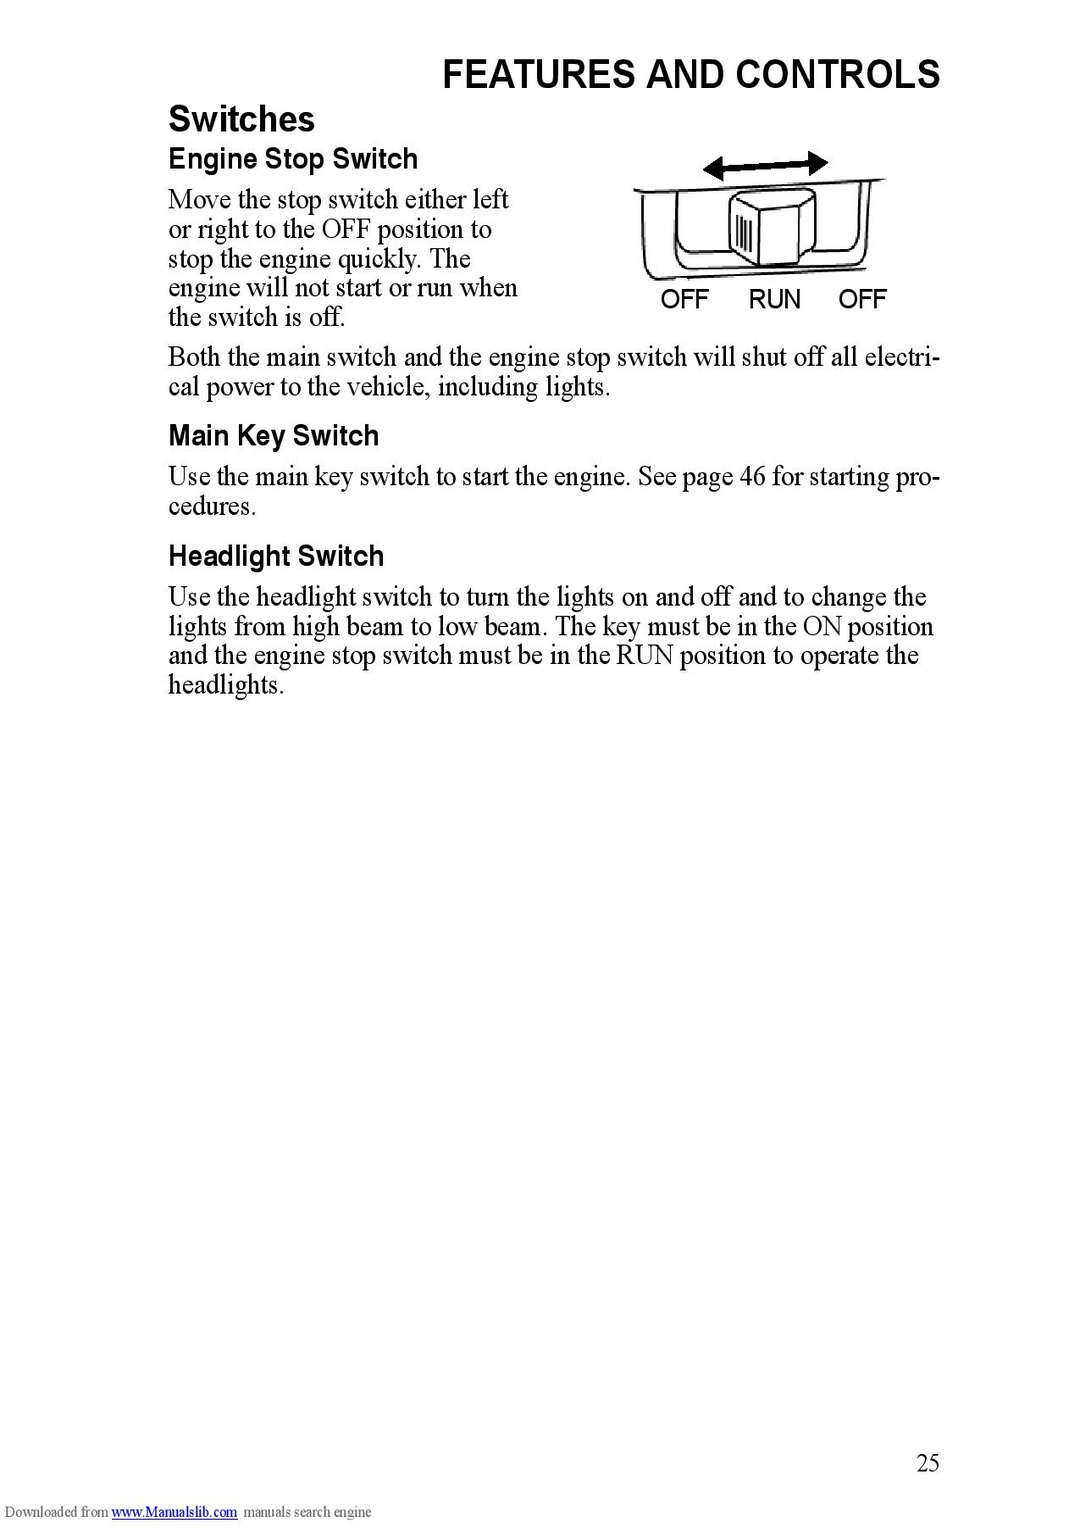 FEATURES AND CONTROLS
Switches
Engine Stop Switch
Move the stop switch either left
or right to the OFF position to
stop the engine quickly. The
engine will not start or run when
the switch is off.
OFF RUN OFF
Both the main switch and the engine stop switch will shut off all electri-
cal power to the vehicle, including lights.
Main Key Switch
Use the main key switch to start the engine. See page 46 for starting pro-
cedures.
Headlight Switch
Use the headlight switch to turn the lights on and off and to change the
lights from high beam to low beam. The key must be in the ON position
and the engine stop switch must be in the RUN position to operate the
headlights.
25
Downloaded from www.Manualslib.com manuals search engine